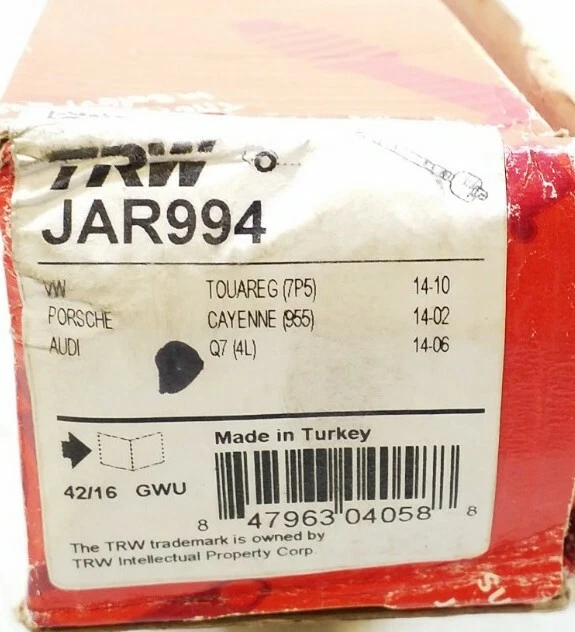 TRW
JAR994
VW TOUAREG (7P5) 14-10
PORSCHE CAYENNE (955) 14-02
AUDI Q7 (4L) 14-06
42/16 GWU
Made in Turkey
8 47963 04058 8
The TRW trademark is owned by
TRW Intellectual Property Corp.